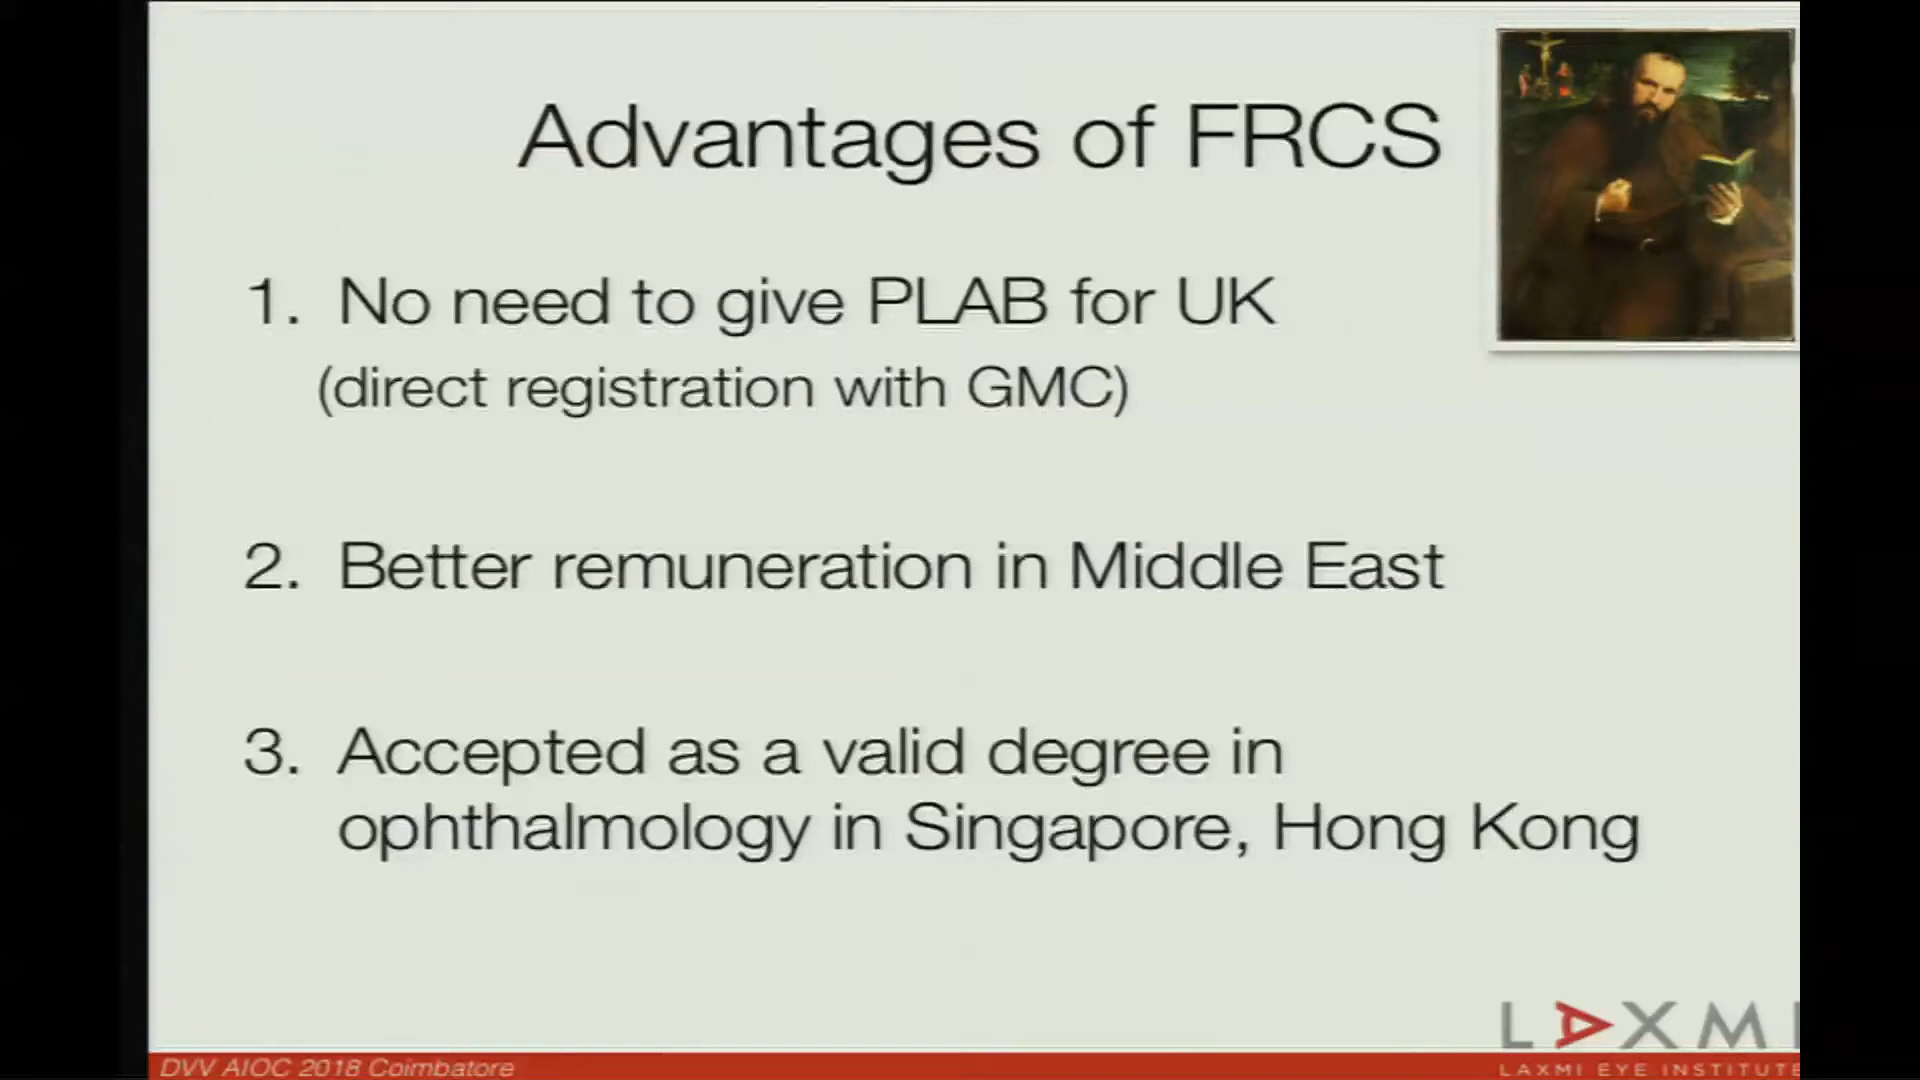 Advantages of FRCS
1. No need to give PLAB for UK
(direct registration with GMC)
2. Better remuneration in Middle East
3. Accepted as a valid degree in
ophthalmology in Singapore, Hong Kong
LAXMI
LAXMI EYE INSTITUTE
DVV AIOC 2018 Coimbatore